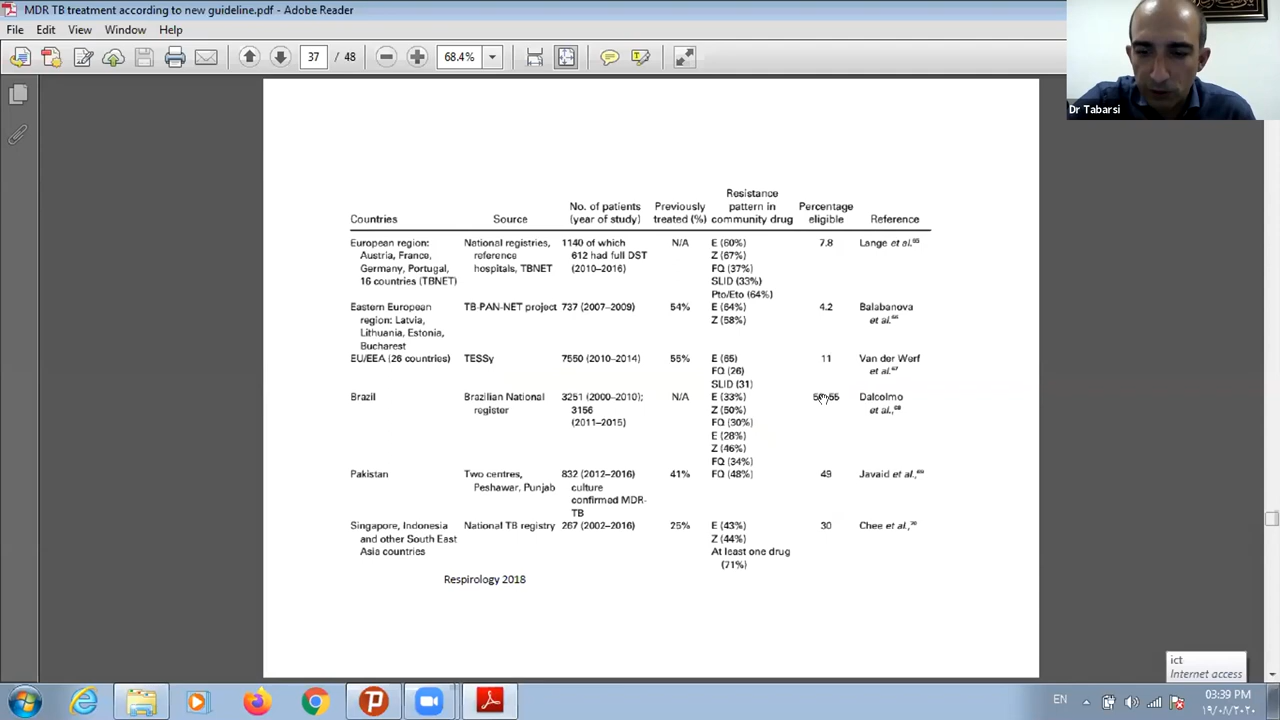 MDR TB treatment according to new guideline.pdf - Adobe Reader
File Edit View Window Help
37 / 48 68.4%
Dr Tabarsi
Countries Source No. of patients (year of study) Previously treated (%) Resistance pattern in community drug Percentage eligible Reference
European region: National registries, 1140 of which N/A E (60%) 7.8 Lange et al.65
Austria, France, reference 612 had full DST Z (67%)
Germany, Portugal, hospitals, TBNET (2010–2016) FQ (37%)
16 countries (TBNET) SLID (33%)
Pto/Eto (64%)
Eastern European TB-PAN-NET project 737 (2007–2009) 54% E (64%) 4.2 Balabanova
region: Latvia, Z (58%) et al.66
Lithuania, Estonia,
Bucharest
EU/EEA (26 countries) TESSy 7550 (2010–2014) 55% E (65) 11 Van der Werf
FQ (26) et al.67
SLID (31)
Brazil Brazilian National 3251 (2000–2010); N/A E (33%) Dalcolmo
register 3156 Z (50%) et al.,68
(2011–2015) FQ (30%)
E (28%)
Z (46%)
FQ (34%)
Pakistan Two centres, 832 (2012–2016) 41% FQ (48%) 49 Javaid et al.,69
Peshawar, Punjab culture
confirmed MDR-
TB
Singapore, Indonesia National TB registry 267 (2002–2016) 25% E (43%) 30 Chee et al.,70
and other South East Z (44%)
Asia countries At least one drug
(71%)
Respirology 2018
ict
Internet access
EN 03:39 PM
١٩/٠٨/٢٠٢٠